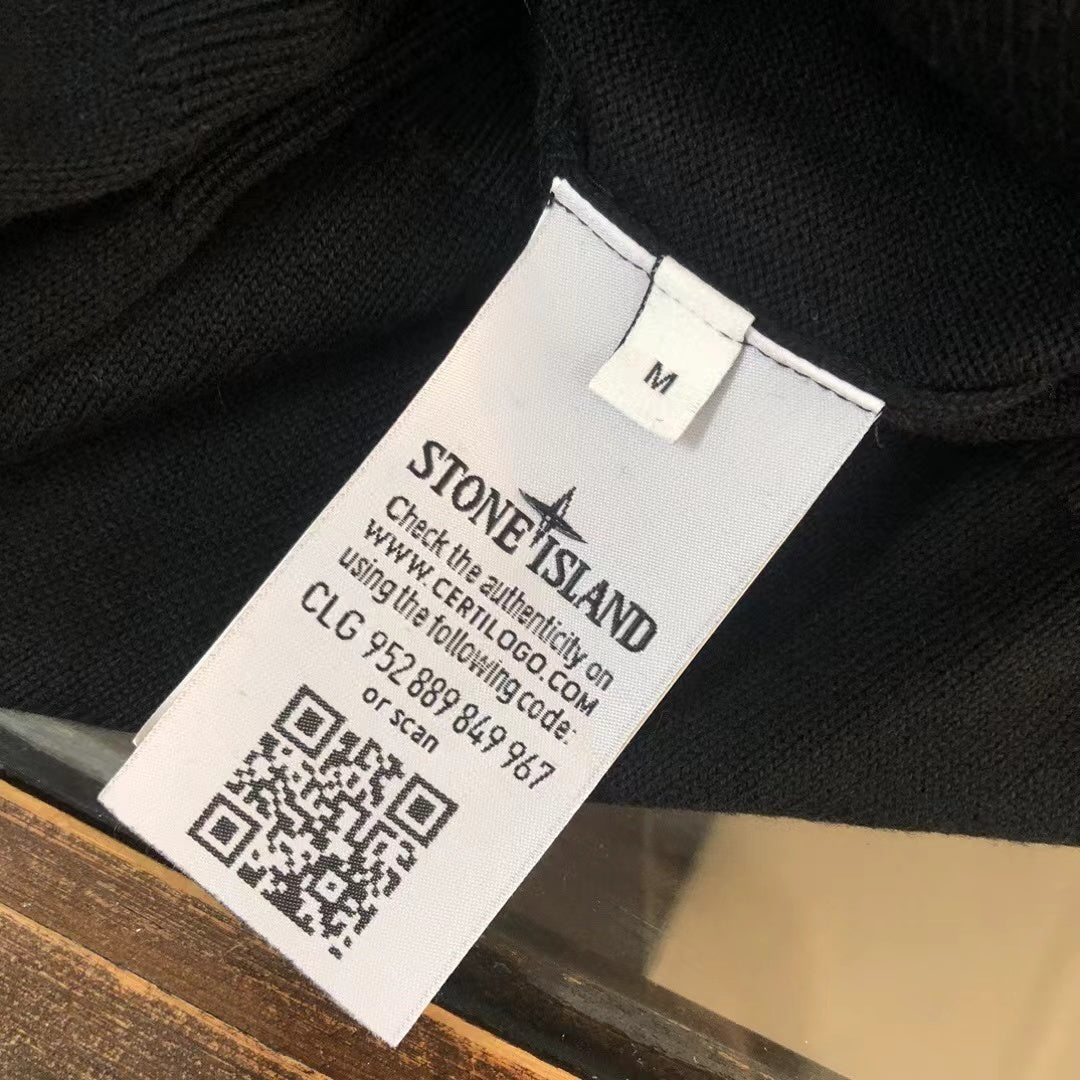 M
STONE ISLAND
Check the authenticity on
WWW.CERTILOGO.COM
using the following code:
CLG 952 889 849 967
or scan